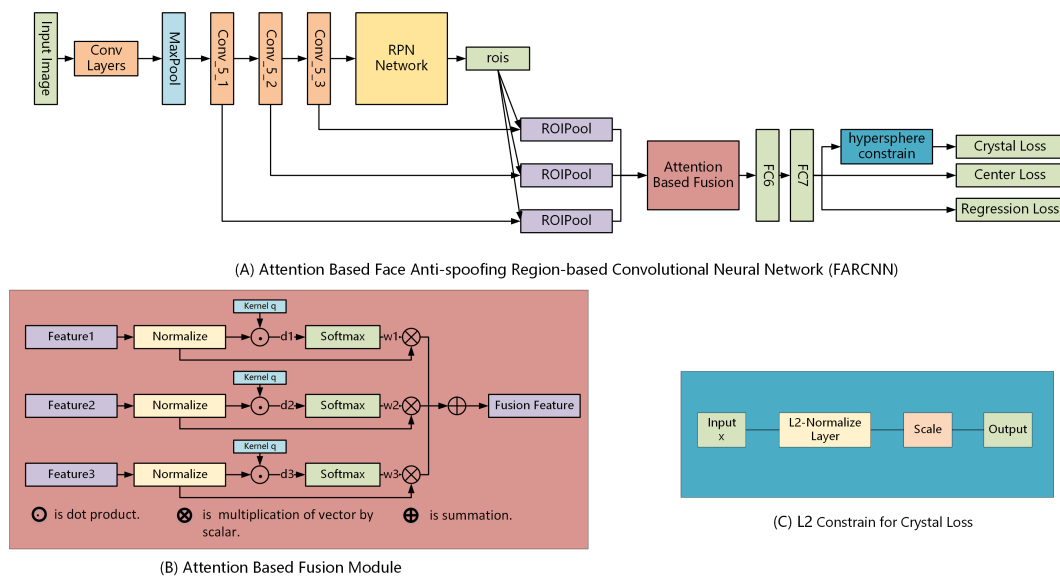 Input Image
Conv
Layers
MaxPool
Conv_5_1
Conv_5_2
Conv_5_3
RPN
Network
rois
ROIPool
ROIPool
ROIPool
Attention
Based Fusion
FC6
FC7
hypersphere
constrain
Crystal Loss
Center Loss
Regression Loss
(A) Attention Based Face Anti-spoofing Region-based Convolutional Neural Network (FARCNN)
Kernel q
Feature1
Normalize
d1
Softmax
w1
Kernel q
Feature2
Normalize
d2
Softmax
w2
Fusion Feature
Kernel q
Feature3
Normalize
d3
Softmax
w3
is dot product.
is multiplication of vector by
scalar.
is summation.
(B) Attention Based Fusion Module
Input
x
L2-Normalize
Layer
Scale
Output
(C) L2 Constrain for Crystal Loss